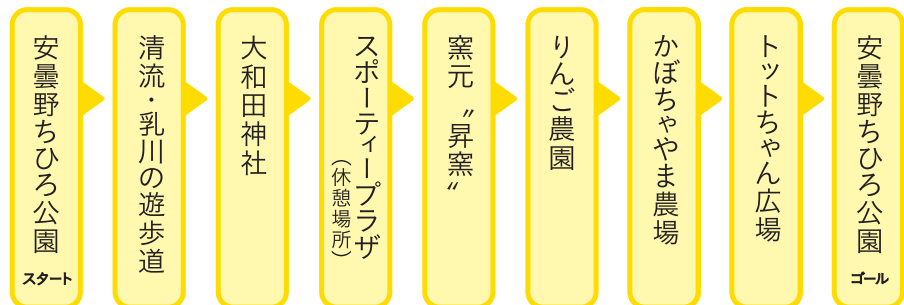 安曇野ちひろ公園
スタート
清流・乳川の遊歩道
大和田神社
スポーティープラザ
（休憩場所）
窯元〝昇窯〟
りんご農園
かぼちゃやま農場
トットちゃん広場
安曇野ちひろ公園
ゴール